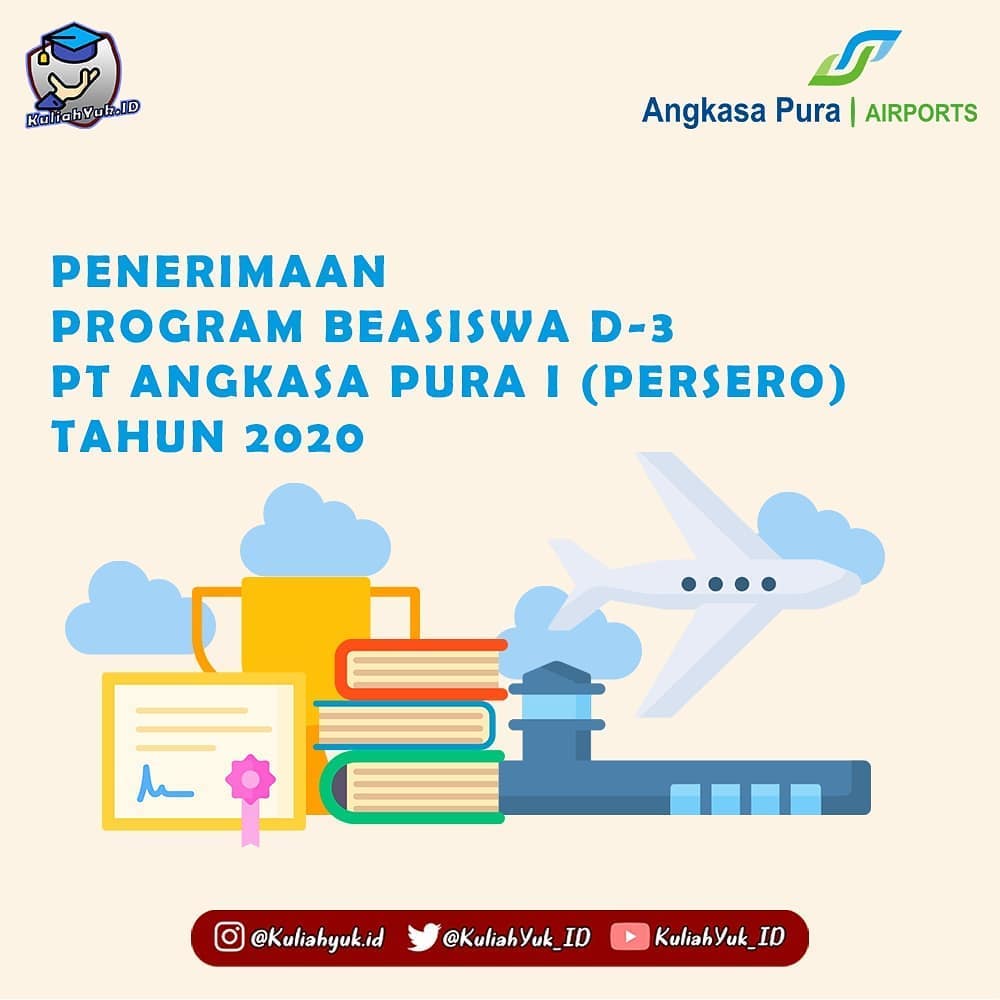 KuliahYuk.ID
Angkasa Pura | AIRPORTS
PENERIMAAN
PROGRAM BEASISWA D-3
PT ANGKASA PURA I (PERSERO)
TAHUN 2020
@Kuliahyuk.id @KuliahYuk_ID KuliahYuk_ID